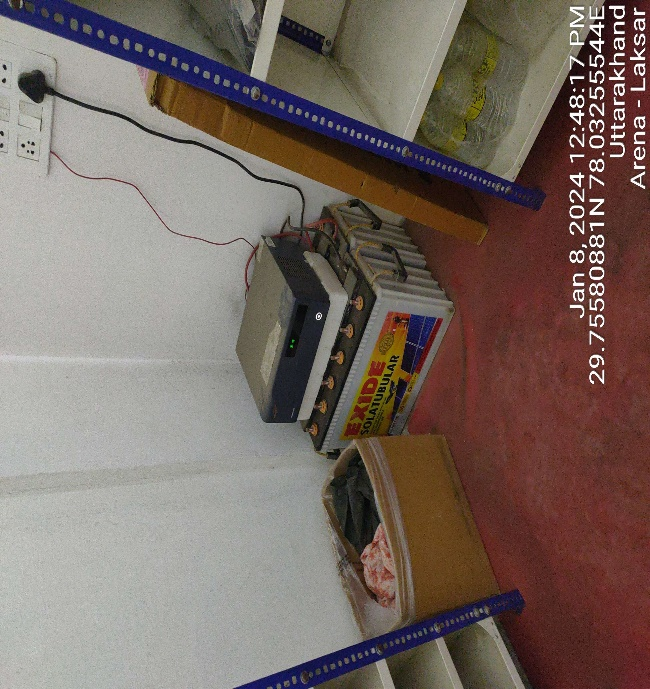 Jan 8, 2024 12:48:17 PM
29.75580881N 78.03255544E
Uttarakhand
Arena - Laksar
EXIDE
SOLATUBULAR